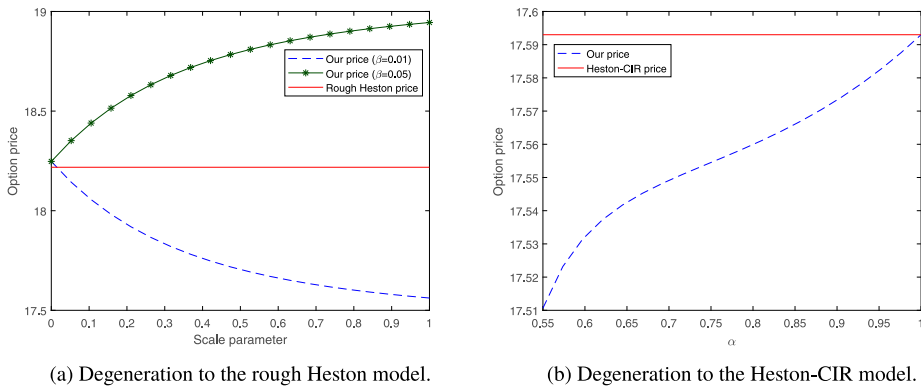 19
18.5
18
17.5
Option price
Our price (β=0.01)
Our price (β=0.05)
Rough Heston price
0 0,1 0,2 0,3 0,4 0,5 0,6 0,7 0,8 0,9 1
Scale parameter
(a) Degeneration to the rough Heston model.
17.6
17.59
17.58
17.57
17.56
17.55
17.54
17.53
17.52
17.51
Option price
Our price
Heston-CIR price
0.55 0.6 0.65 0.7 0.75 0.8 0.85 0.9 0.95 1
α
(b) Degeneration to the Heston-CIR model.